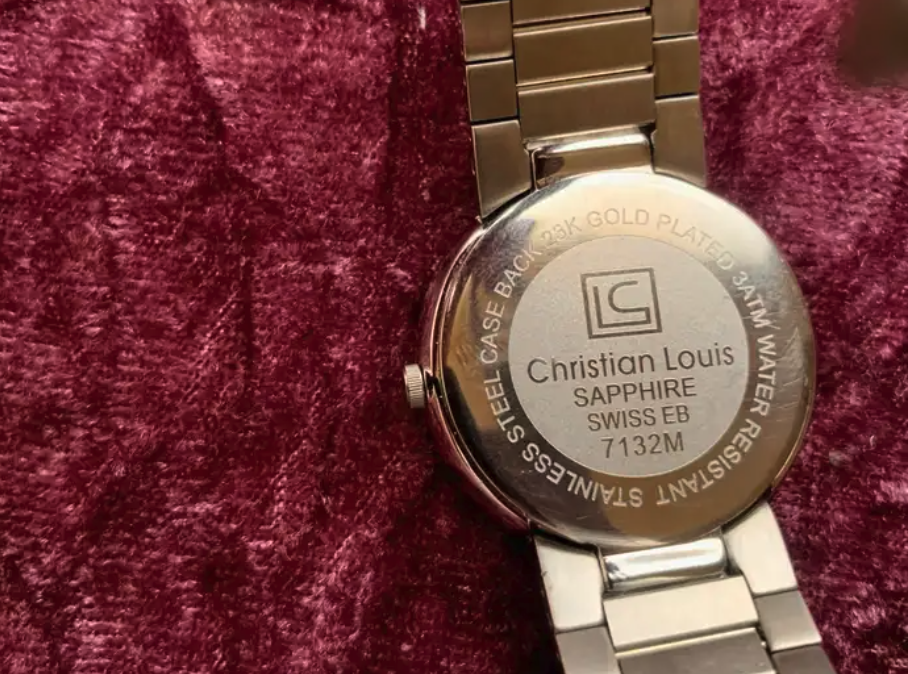 LC
Christian Louis
SAPPHIRE
SWISS EB
7132M
STAINLESS STEEL CASE BACK 23K GOLD PLATED 3ATM WATER RESISTANT